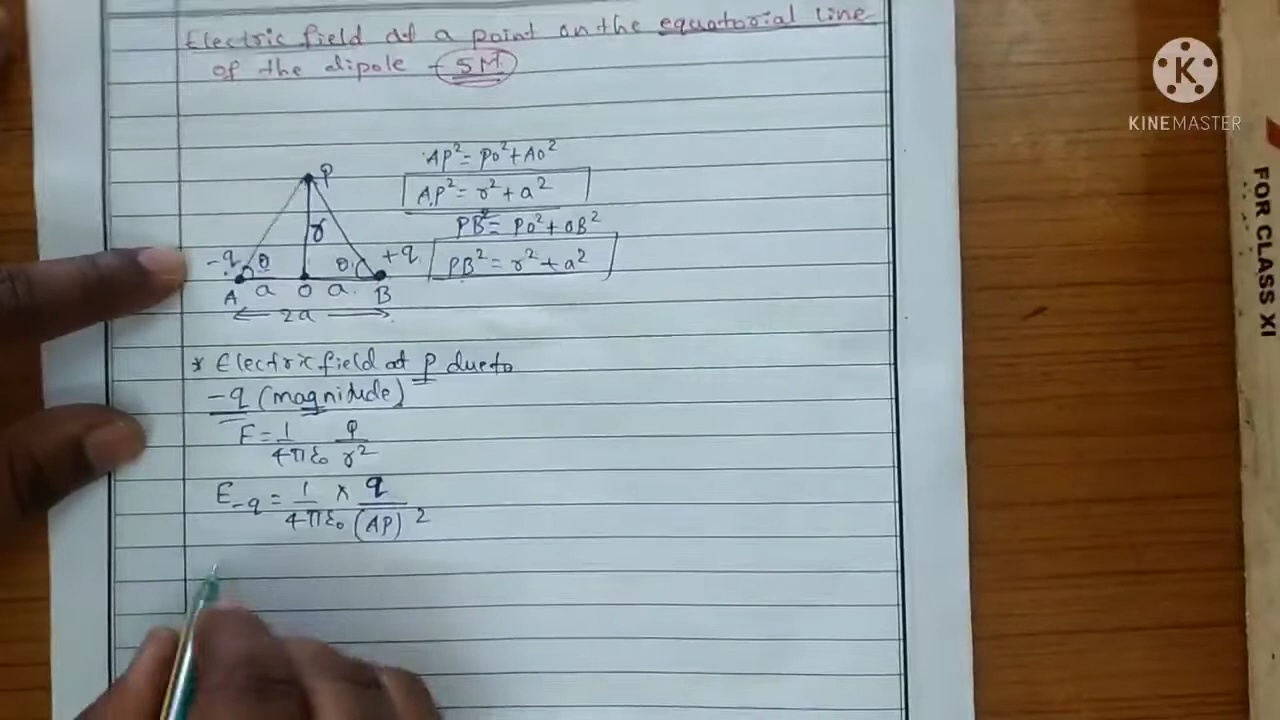 Electric field at a point on the equatorial line
of the dipole - 5M
K
KINEMASTER
FOR CLASS XI
AP² = PO² + AO²
AP² = r² + a²
PB² = PO² + OB²
PB² = r² + a²
P
r
-q θ θ +q
A a O a B
2a
* Electric field at P due to
-q (magnitude)
E = 1/4πε₀ q/r²
E₋q = 1/4πε₀ × q/(AP)²